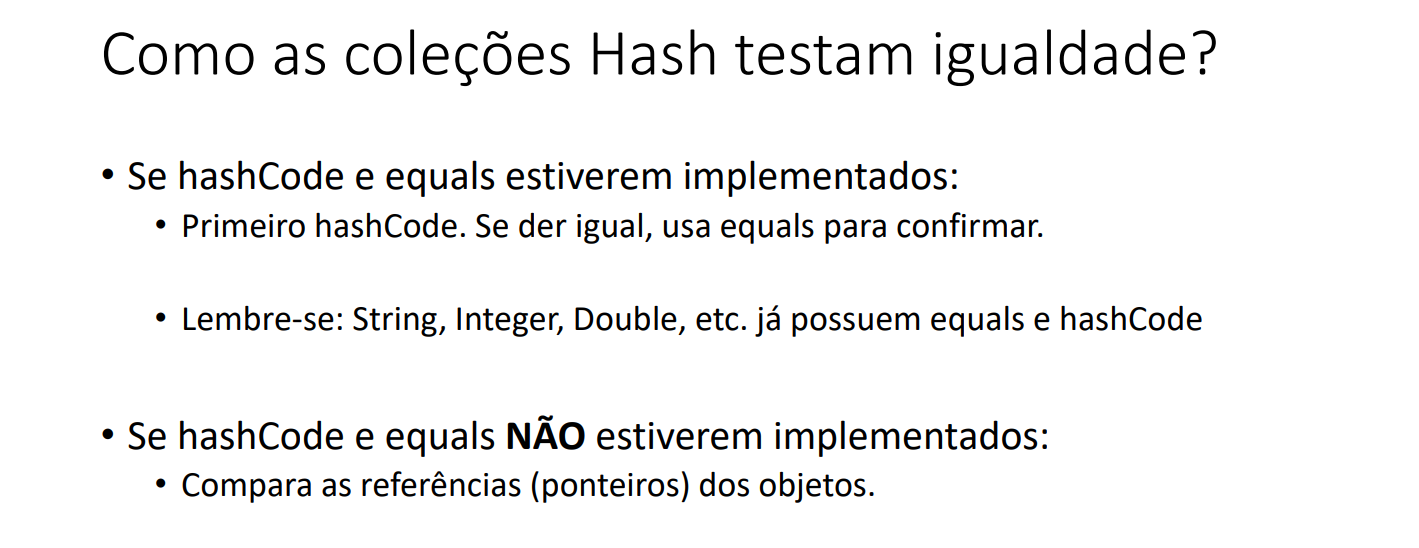 Como as coleções Hash testam igualdade?
• Se hashCode e equals estiverem implementados:
• Primeiro hashCode. Se der igual, usa equals para confirmar.
• Lembre-se: String, Integer, Double, etc. já possuem equals e hashCode
• Se hashCode e equals NÃO estiverem implementados:
• Compara as referências (ponteiros) dos objetos.